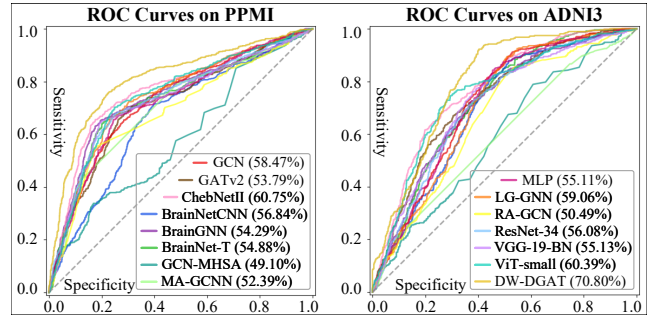 ROC Curves on PPMI
1.0
0.8
0.6
0.4
0.2
0.0
0.0
0.2
0.4
0.6
0.8
1.0
Sensitivity
Specificity
GCN (58.47%)
GATv2 (53.79%)
ChebNetII (60.75%)
BrainNetCNN (56.84%)
BrainGNN (54.29%)
BrainNet-T (54.88%)
GCN-MHSA (49.10%)
MA-GCNN (52.39%)
ROC Curves on ADNI3
1.0
0.8
0.6
0.4
0.2
0.0
0.0
0.2
0.4
0.6
0.8
1.0
Sensitivity
Specificity
MLP (55.11%)
LG-GNN (59.06%)
RA-GCN (50.49%)
ResNet-34 (56.08%)
VGG-19-BN (55.13%)
ViT-small (60.39%)
DW-DGAT (70.80%)